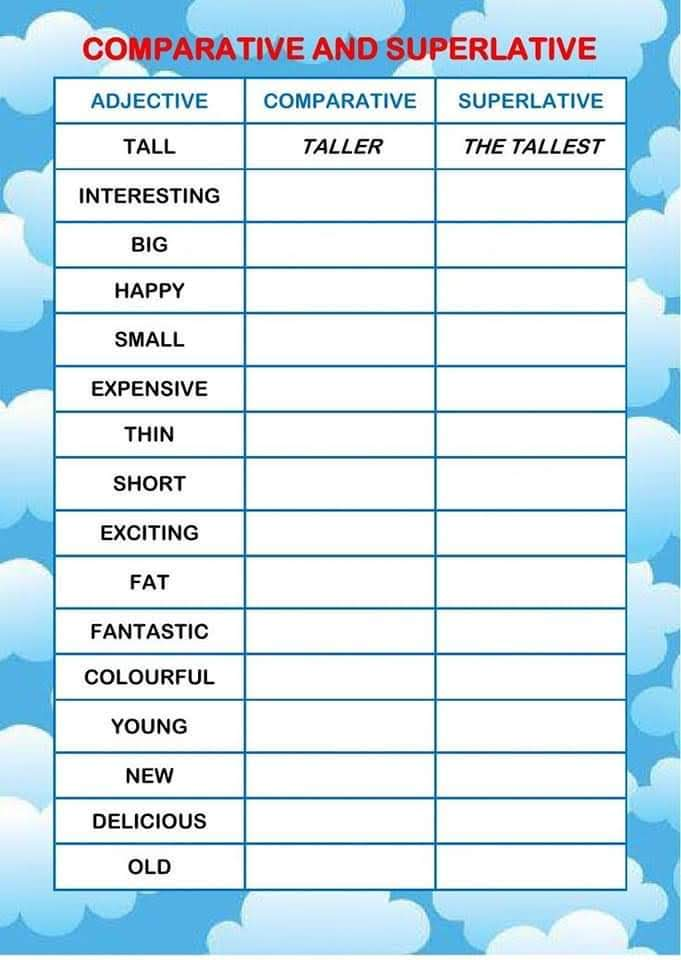 COMPARATIVE AND SUPERLATIVE
ADJECTIVE COMPARATIVE SUPERLATIVE
TALL TALLER THE TALLEST
INTERESTING
BIG
HAPPY
SMALL
EXPENSIVE
THIN
SHORT
EXCITING
FAT
FANTASTIC
COLOURFUL
YOUNG
NEW
DELICIOUS
OLD